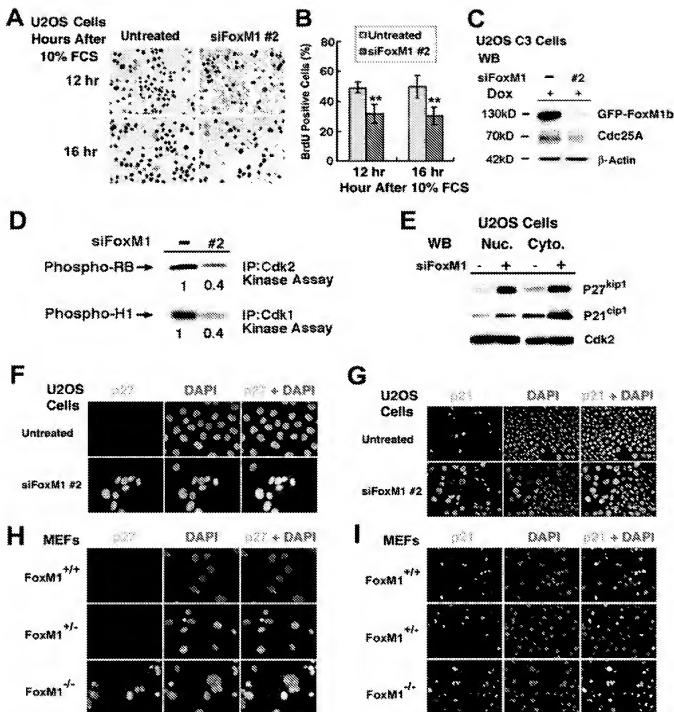 A
U2OS Cells
Hours After
10% FCS
Untreated
siFoxM1 #2
12 hr
16 hr
B
BrdU Positive Cells (%)
80
60
40
20
0
Untreated
siFoxM1 #2
**
**
12 hr
16 hr
Hour After 10% FCS
C
U2OS C3 Cells
WB
siFoxM1 – #2
Dox + +
130kD – GFP-FoxM1b
70kD – Cdc25A
42kD – β-Actin
D
siFoxM1 – #2
Phospho-RB → IP:Cdk2
Kinase Assay
1 0.4
Phospho-H1 → IP:Cdk1
Kinase Assay
1 0.4
E
U2OS Cells
WB Nuc. Cyto.
siFoxM1 - + - +
P27kip1
P21cip1
Cdk2
F
U2OS
Cells
p27 DAPI p27 + DAPI
Untreated
siFoxM1 #2
G
U2OS
Cells
p21 DAPI p21 + DAPI
Untreated
siFoxM1 #2
H
MEFs
p27 DAPI p27 + DAPI
FoxM1+/+
FoxM1+/-
FoxM1-/-
I
MEFs
p21 DAPI p21 + DAPI
FoxM1+/+
FoxM1+/-
FoxM1-/-